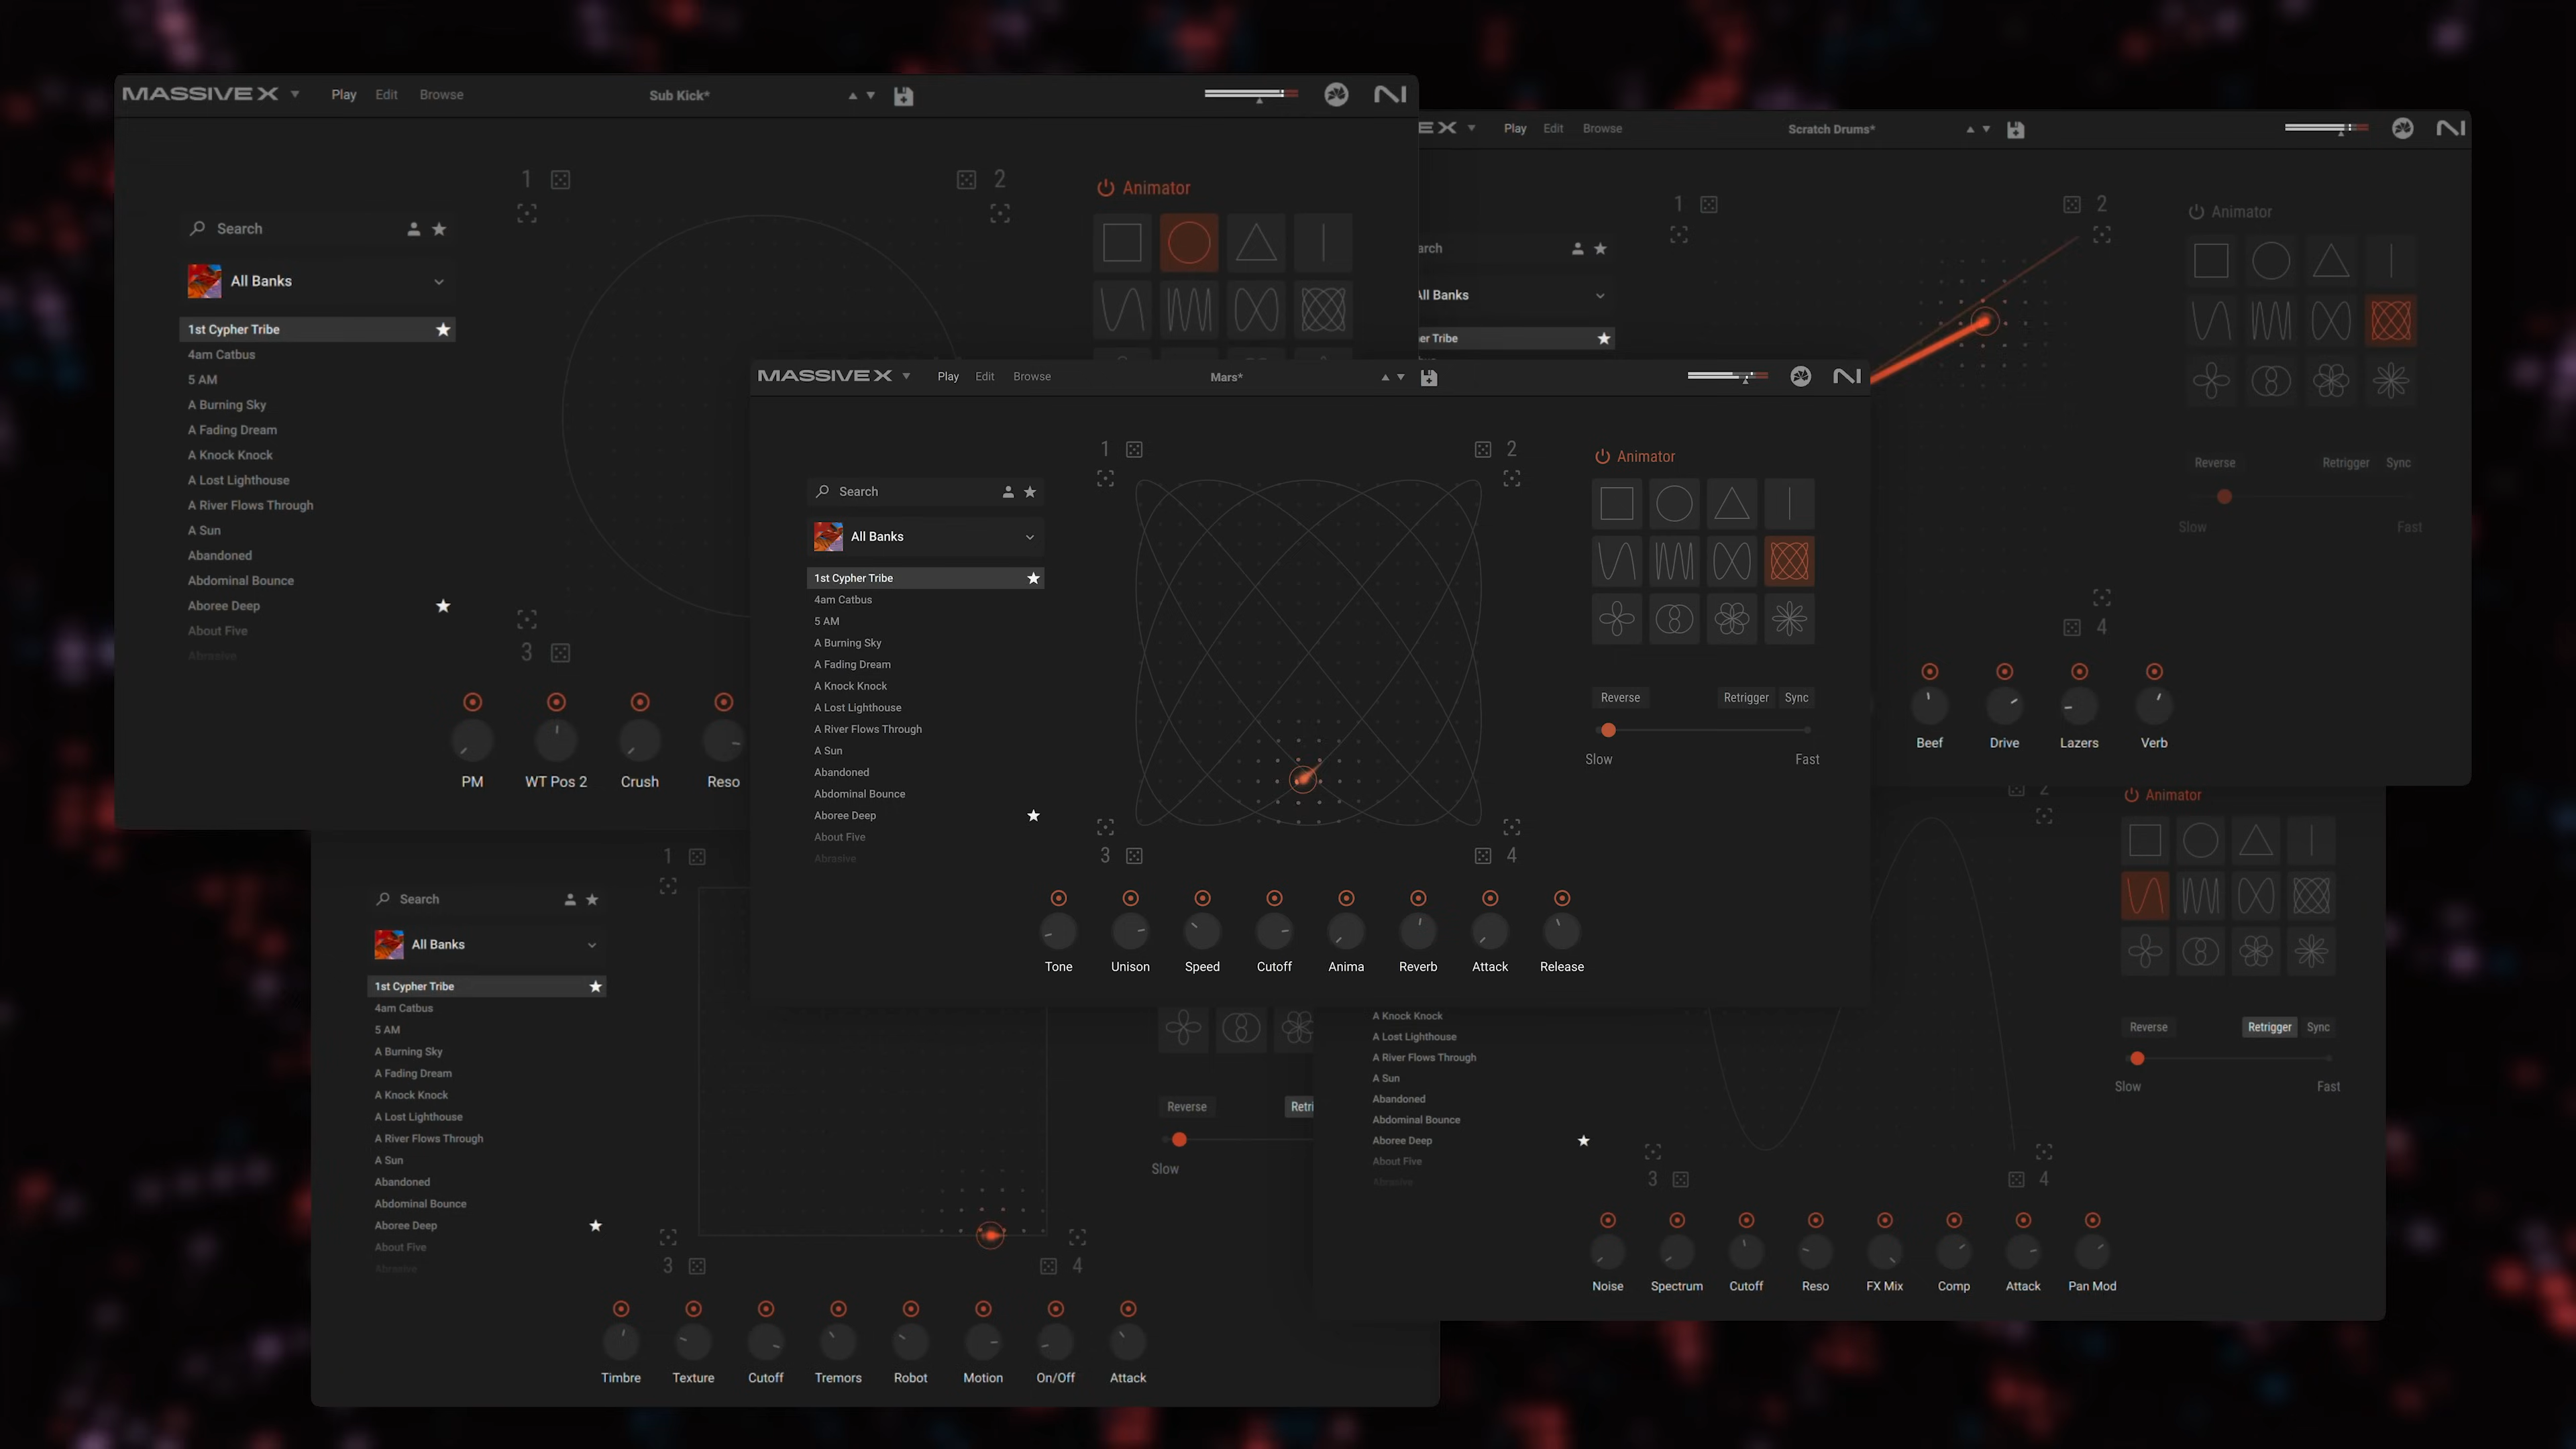 MASSIVE X Play Edit Browse Sub Kick*
1 2
Animator
Search
All Banks
1st Cypher Tribe
4am Catbus
5 AM
A Burning Sky
A Fading Dream
A Knock Knock
A Lost Lighthouse
A River Flows Through
A Sun
Abandoned
Abdominal Bounce
Aboree Deep
About Five
Abrasive
3
PM WT Pos 2 Crush Reso
E X Play Edit Browse Scratch Drums*
1 2
Animator
arch
All Banks
er Tribe
Reverse Retrigger Sync
Slow Fast
4
Beef Drive Lazers Verb
MASSIVE X Play Edit Browse Mars*
1 2
Animator
Search
All Banks
1st Cypher Tribe
4am Catbus
5 AM
A Burning Sky
A Fading Dream
A Knock Knock
A Lost Lighthouse
A River Flows Through
A Sun
Abandoned
Abdominal Bounce
Aboree Deep
About Five
Abrasive
Reverse Retrigger Sync
Slow Fast
3 4
Tone Unison Speed Cutoff Anima Reverb Attack Release
1
Search
All Banks
1st Cypher Tribe
4am Catbus
5 AM
A Burning Sky
A Fading Dream
A Knock Knock
A Lost Lighthouse
A River Flows Through
A Sun
Abandoned
Abdominal Bounce
Aboree Deep
About Five
Abrasive
Reverse Retri
Slow
3 4
Timbre Texture Cutoff Tremors Robot Motion On/Off Attack
2
Animator
A Knock Knock
A Lost Lighthouse
A River Flows Through
A Sun
Abandoned
Abdominal Bounce
Aboree Deep
About Five
Abrasive
Reverse Retrigger Sync
Slow Fast
3 4
Noise Spectrum Cutoff Reso FX Mix Comp Attack Pan Mod